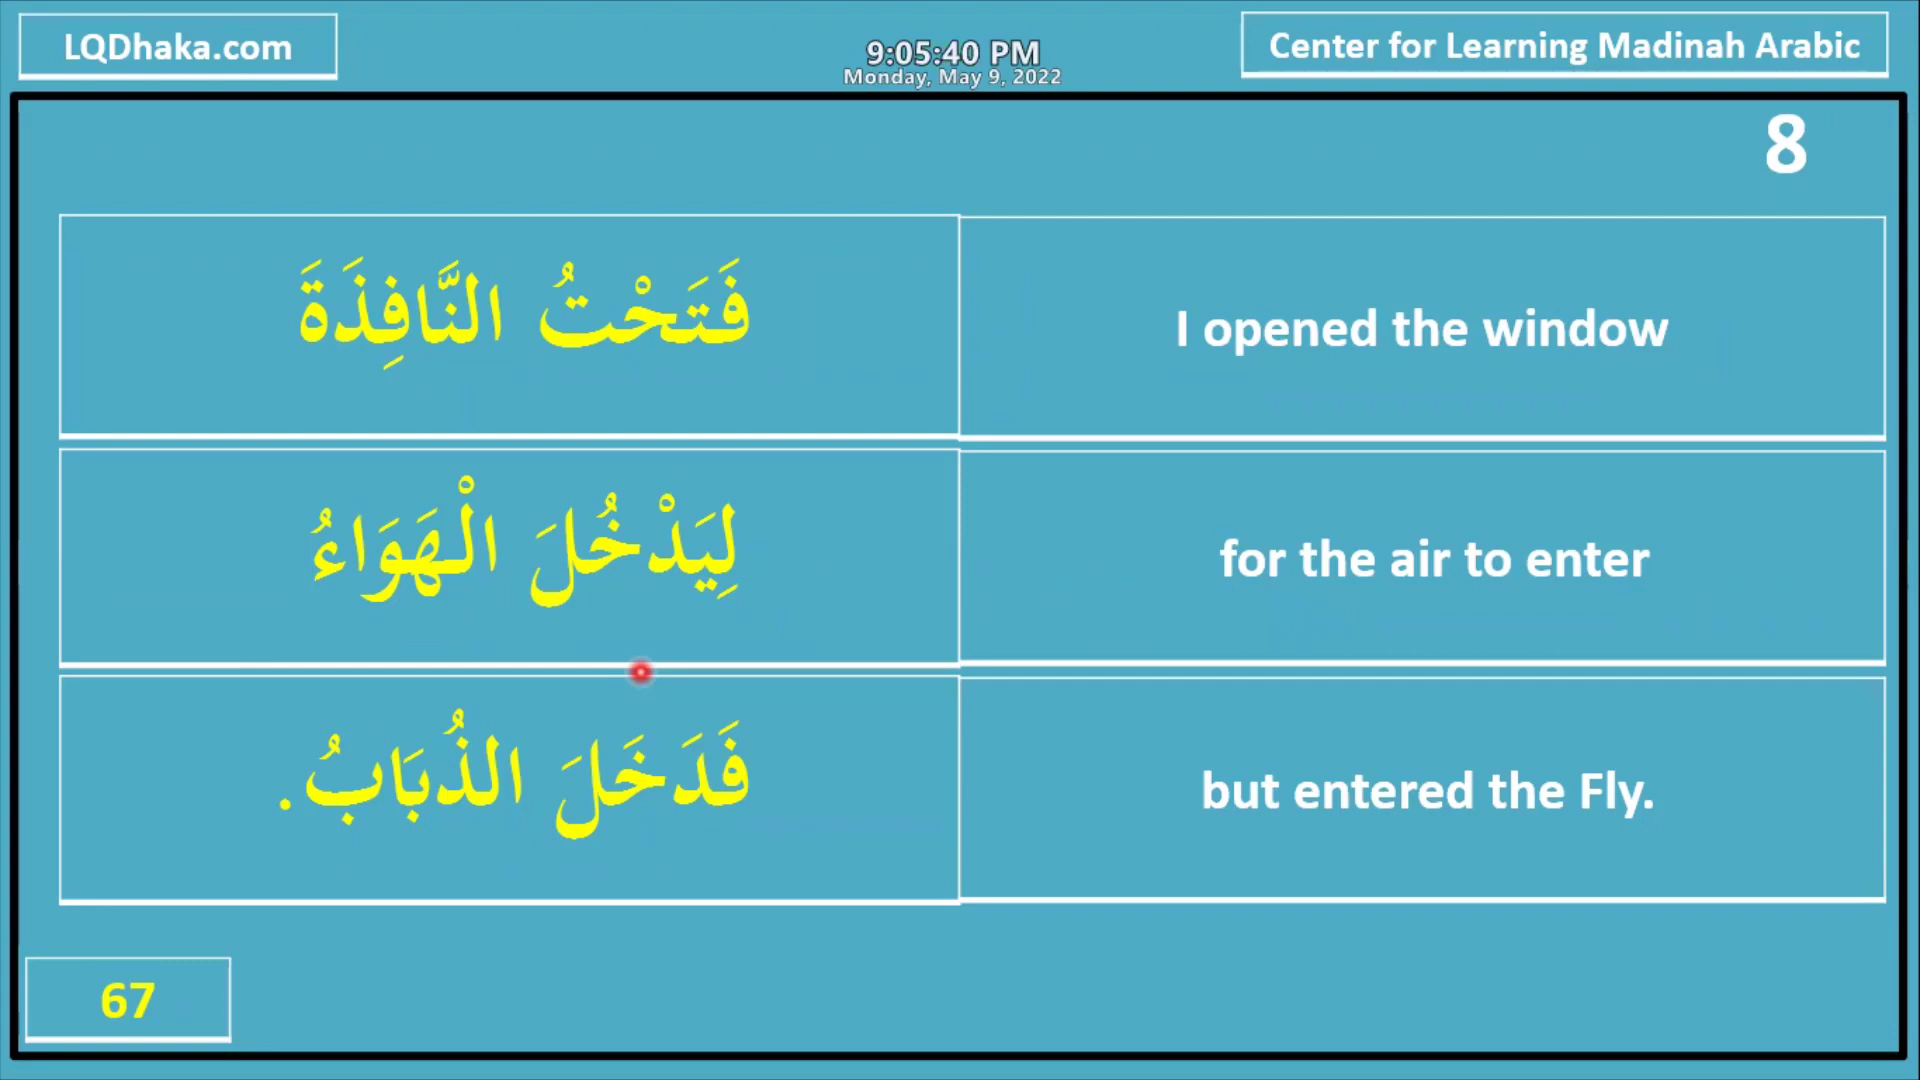 LQDhaka.com
9:05:40 PM
Monday, May 9, 2022
Center for Learning Madinah Arabic
8
فَتَحْتُ النَّافِذَةَ
I opened the window
لِيَدْخُلَ الْهَوَاءُ
for the air to enter
فَدَخَلَ الذُبَابُ.
but entered the Fly.
67